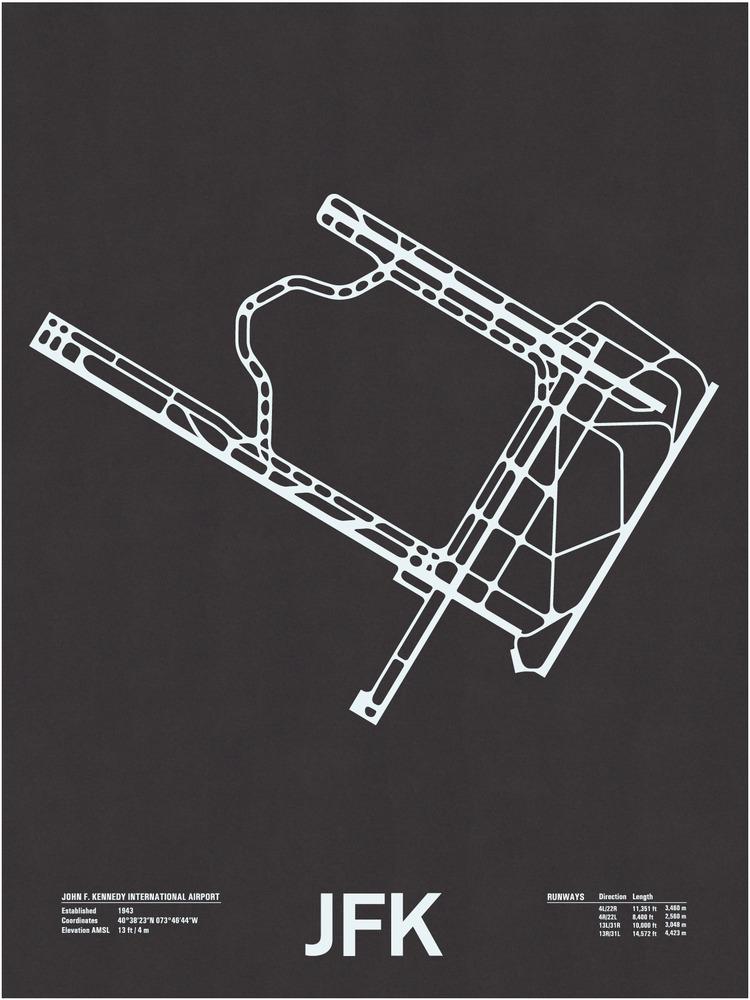 JOHN F. KENNEDY INTERNATIONAL AIRPORT
Established 1943
Coordinates 40°38'23"N 073°46'44"W
Elevation AMSL 13 ft / 4 m
JFK
RUNWAYS Direction Length
4L/22R 11,351 ft 3,460 m
4R/22L 8,400 ft 2,560 m
13L/31R 10,000 ft 3,048 m
13R/31L 14,572 ft 4,423 m